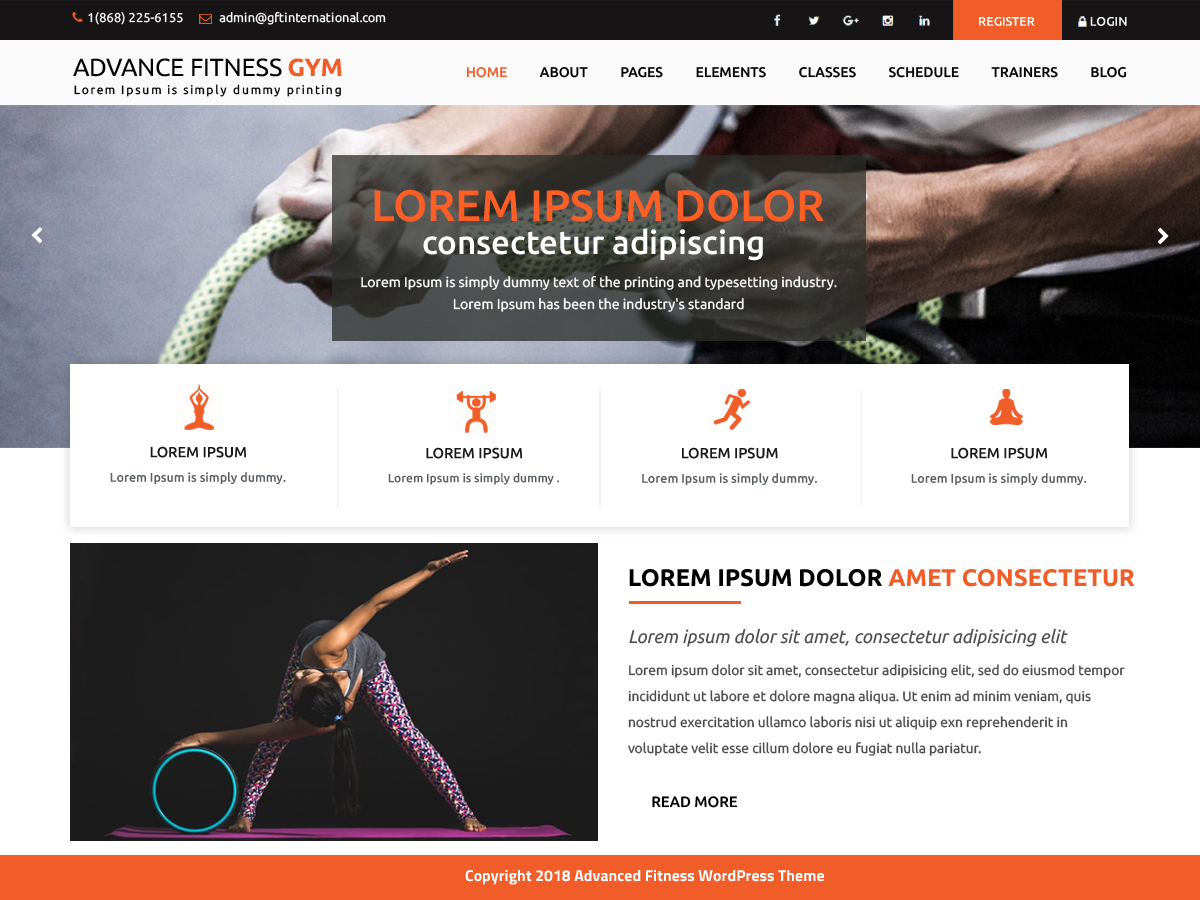 1(868) 225-6155 admin@gftinternational.com REGISTER LOGIN
ADVANCE FITNESS GYM
Lorem Ipsum is simply dummy printing
HOME ABOUT PAGES ELEMENTS CLASSES SCHEDULE TRAINERS BLOG
LOREM IPSUM DOLOR
consectetur adipiscing
Lorem Ipsum is simply dummy text of the printing and typesetting industry.
Lorem Ipsum has been the industry's standard
LOREM IPSUM
Lorem Ipsum is simply dummy.
LOREM IPSUM
Lorem Ipsum is simply dummy .
LOREM IPSUM
Lorem Ipsum is simply dummy.
LOREM IPSUM
Lorem Ipsum is simply dummy.
LOREM IPSUM DOLOR AMET CONSECTETUR
Lorem ipsum dolor sit amet, consectetur adipisicing elit
Lorem ipsum dolor sit amet, consectetur adipisicing elit, sed do eiusmod tempor
incididunt ut labore et dolore magna aliqua. Ut enim ad minim veniam, quis
nostrud exercitation ullamco laboris nisi ut aliquip exn reprehenderit in
voluptate velit esse cillum dolore eu fugiat nulla pariatur.
READ MORE
Copyright 2018 Advanced Fitness WordPress Theme